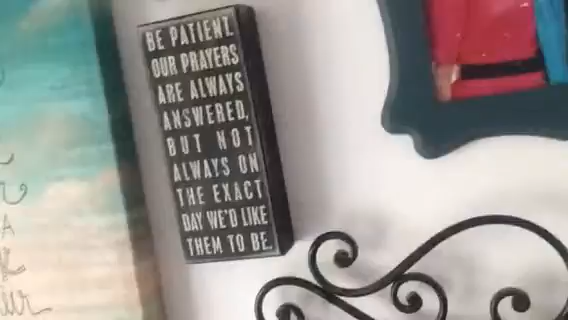 BE PATIENT.
OUR PRAYERS
ARE ALWAYS
ANSWERED,
BUT NOT
ALWAYS ON
THE EXACT
DAY WE'D LIKE
THEM TO BE.
A